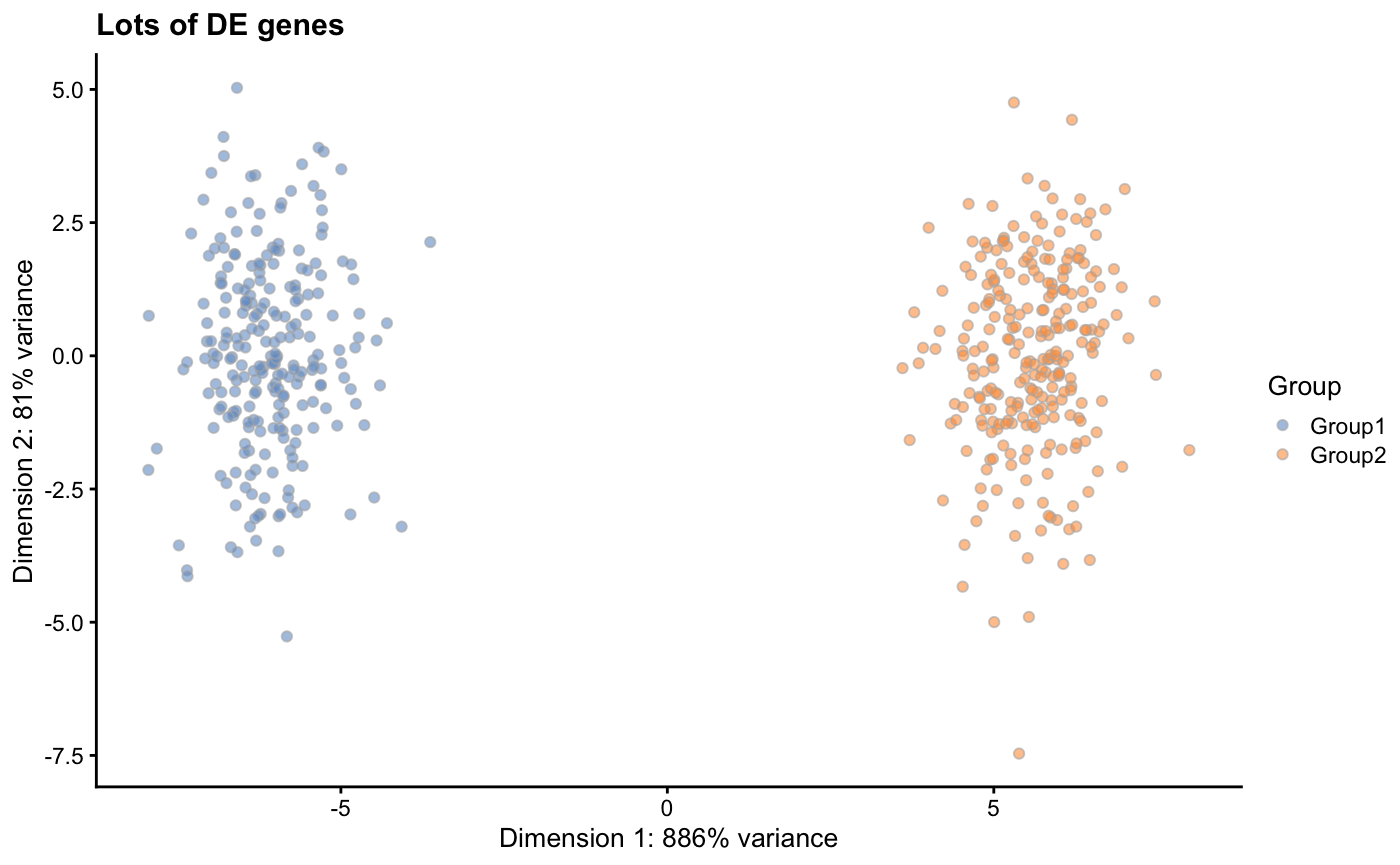 Lots of DE genes
5.0
2.5
0.0
-2.5
-5.0
-7.5
Dimension 2: 81% variance
-5
0
5
Dimension 1: 886% variance
Group
Group1
Group2